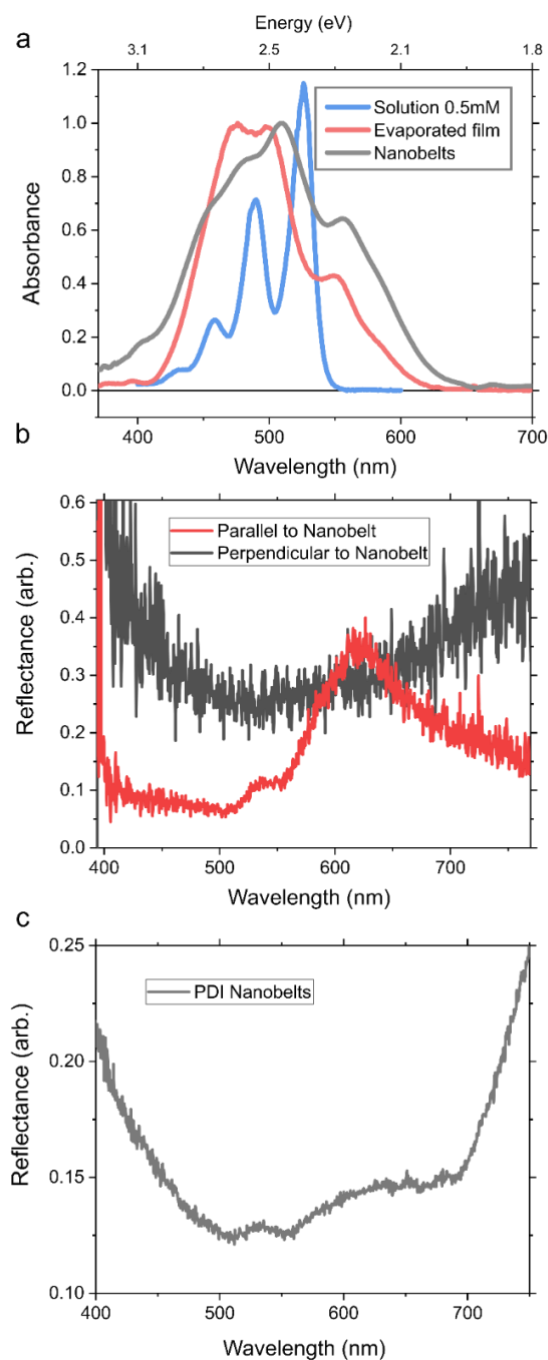 a
Energy (eV)
3.1 2.5 2.1 1.8
1.2
1.0
0.8
0.6
0.4
0.2
0.0
Absorbance
Solution 0.5mM
Evaporated film
Nanobelts
400 500 600 700
Wavelength (nm)
b
0.6
0.5
0.4
0.3
0.2
0.1
0.0
Reflectance (arb.)
Parallel to Nanobelt
Perpendicular to Nanobelt
400 500 600 700
Wavelength (nm)
c
0.25
0.20
0.15
0.10
Reflectance (arb.)
PDI Nanobelts
400 500 600 700
Wavelength (nm)